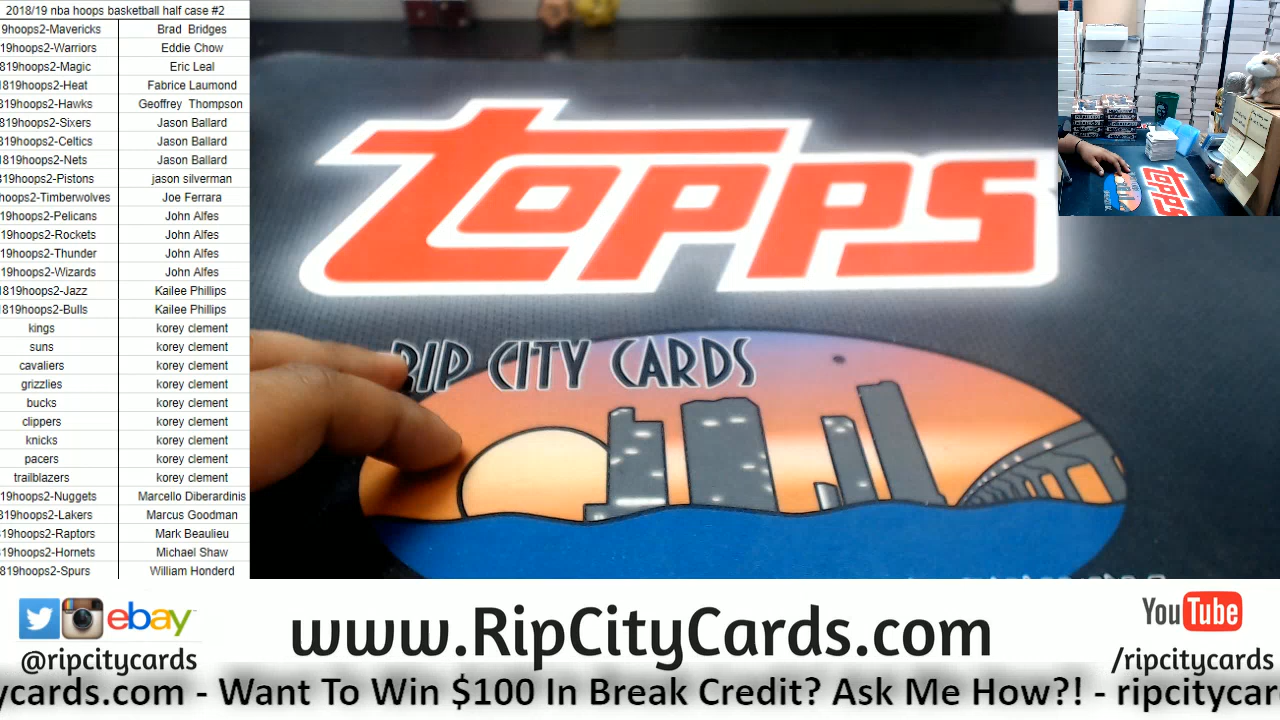 2018/19 nba hoops basketball half case #2
9hoops2-Mavericks Brad Bridges
19hoops2-Warriors Eddie Chow
819hoops2-Magic Eric Leal
1819hoops2-Heat Fabrice Laumond
819hoops2-Hawks Geoffrey Thompson
819hoops2-Sixers Jason Ballard
819hoops2-Celtics Jason Ballard
1819hoops2-Nets Jason Ballard
819hoops2-Pistons jason silverman
hoops2-Timberwolves Joe Ferrara
19hoops2-Pelicans John Alfes
19hoops2-Rockets John Alfes
19hoops2-Thunder John Alfes
19hoops2-Wizards John Alfes
1819hoops2-Jazz Kailee Phillips
1819hoops2-Bulls Kailee Phillips
kings korey clement
suns korey clement
cavaliers korey clement
grizzlies korey clement
bucks korey clement
clippers korey clement
knicks korey clement
pacers korey clement
trailblazers korey clement
19hoops2-Nuggets Marcello Diberardinis
819hoops2-Lakers Marcus Goodman
19hoops2-Raptors Mark Beaulieu
19hoops2-Hornets Michael Shaw
819hoops2-Spurs William Honderd
topps
RIP CITY CARDS
topps
ebay
@ripcitycards
www.RipCityCards.com
YouTube
/ripcitycards
ycards.com - Want To Win $100 In Break Credit? Ask Me How?! - ripcitycar